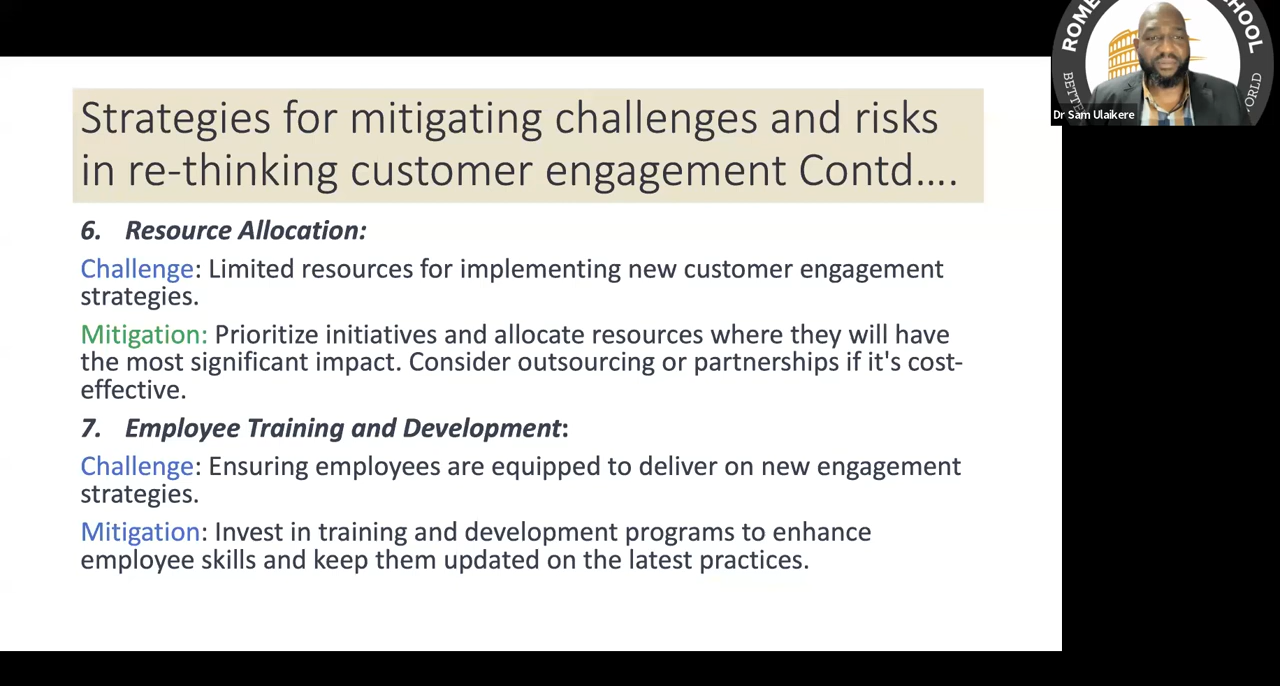 Strategies for mitigating challenges and risks
in re-thinking customer engagement Contd....
6. Resource Allocation:
Challenge: Limited resources for implementing new customer engagement
strategies.
Mitigation: Prioritize initiatives and allocate resources where they will have
the most significant impact. Consider outsourcing or partnerships if it's cost-
effective.
7. Employee Training and Development:
Challenge: Ensuring employees are equipped to deliver on new engagement
strategies.
Mitigation: Invest in training and development programs to enhance
employee skills and keep them updated on the latest practices.
Dr Sam Ulaikere